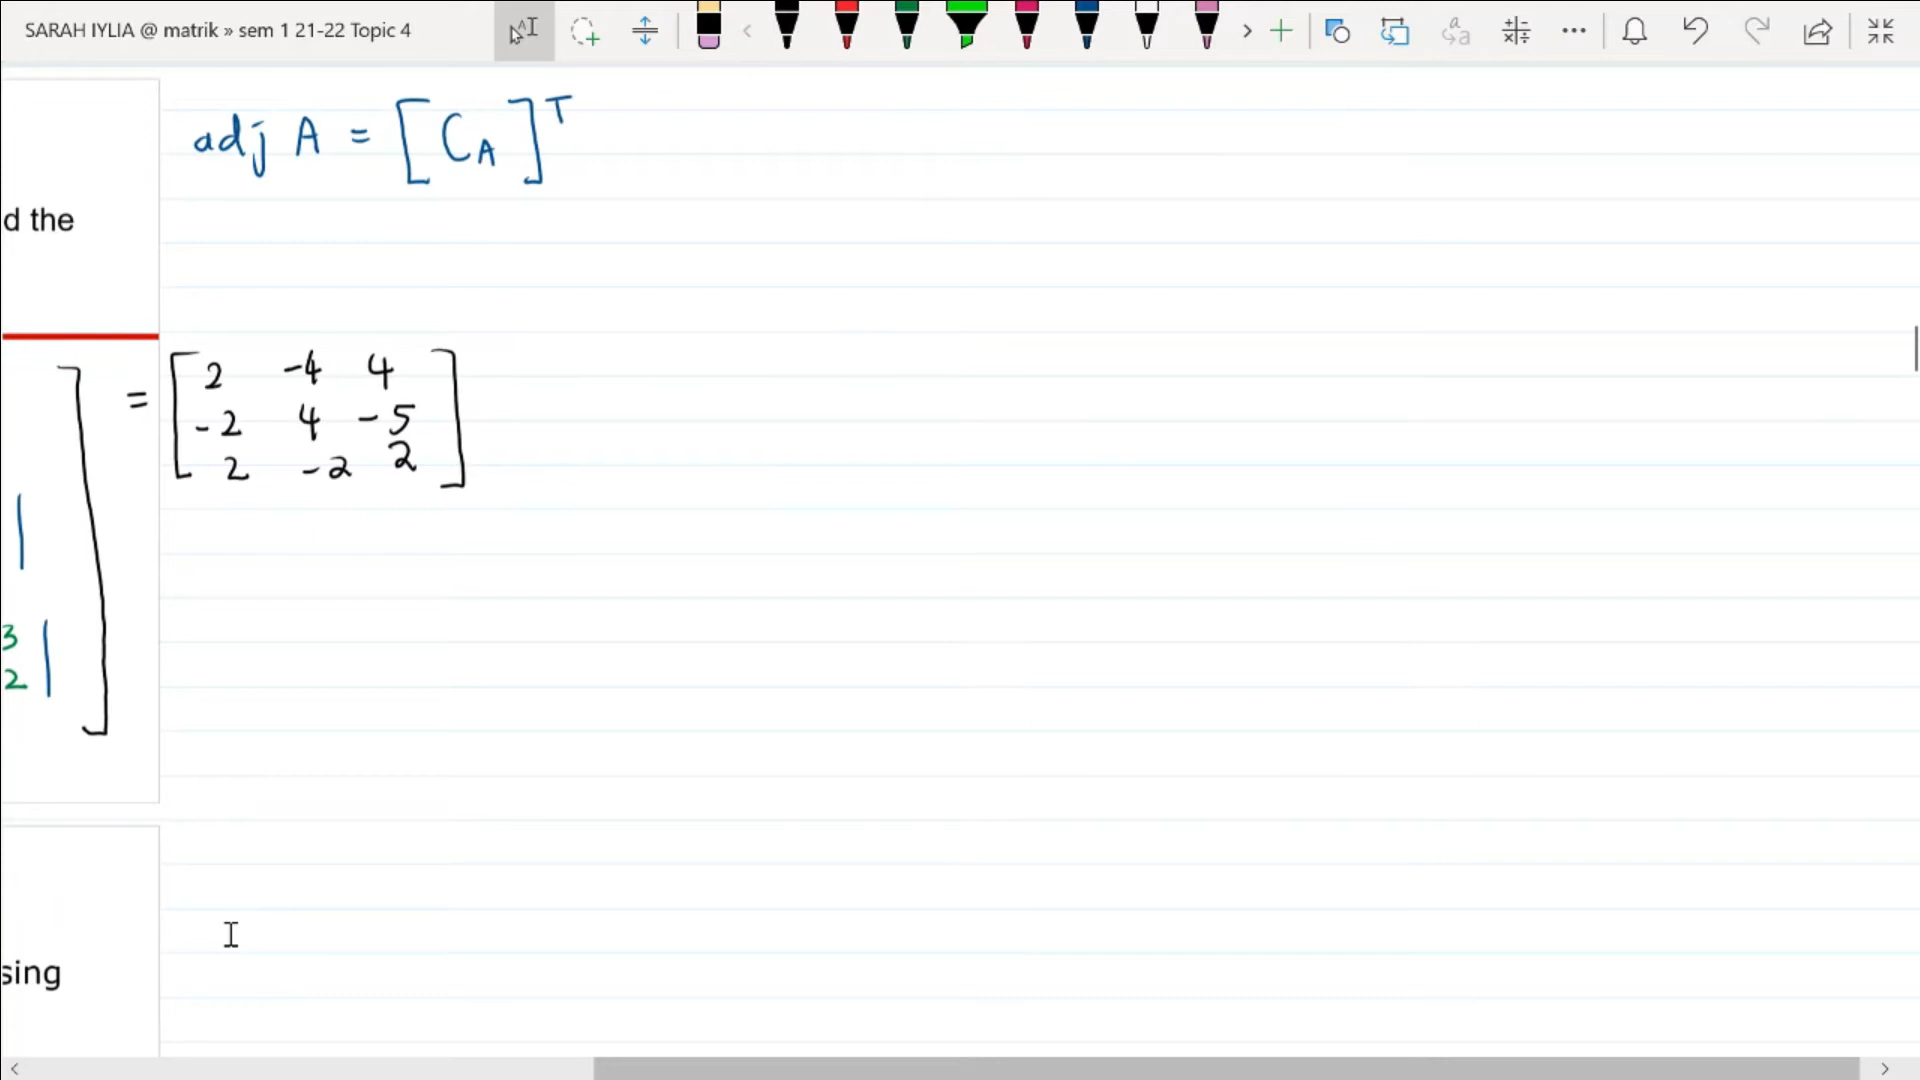 SARAH IYLIA @ matrik » sem 1 21-22 Topic 4
adj A = [C_A]^T
d the
= [ 2 -4 4
-2 4 -5
2 -2 2 ]
3
2
sing